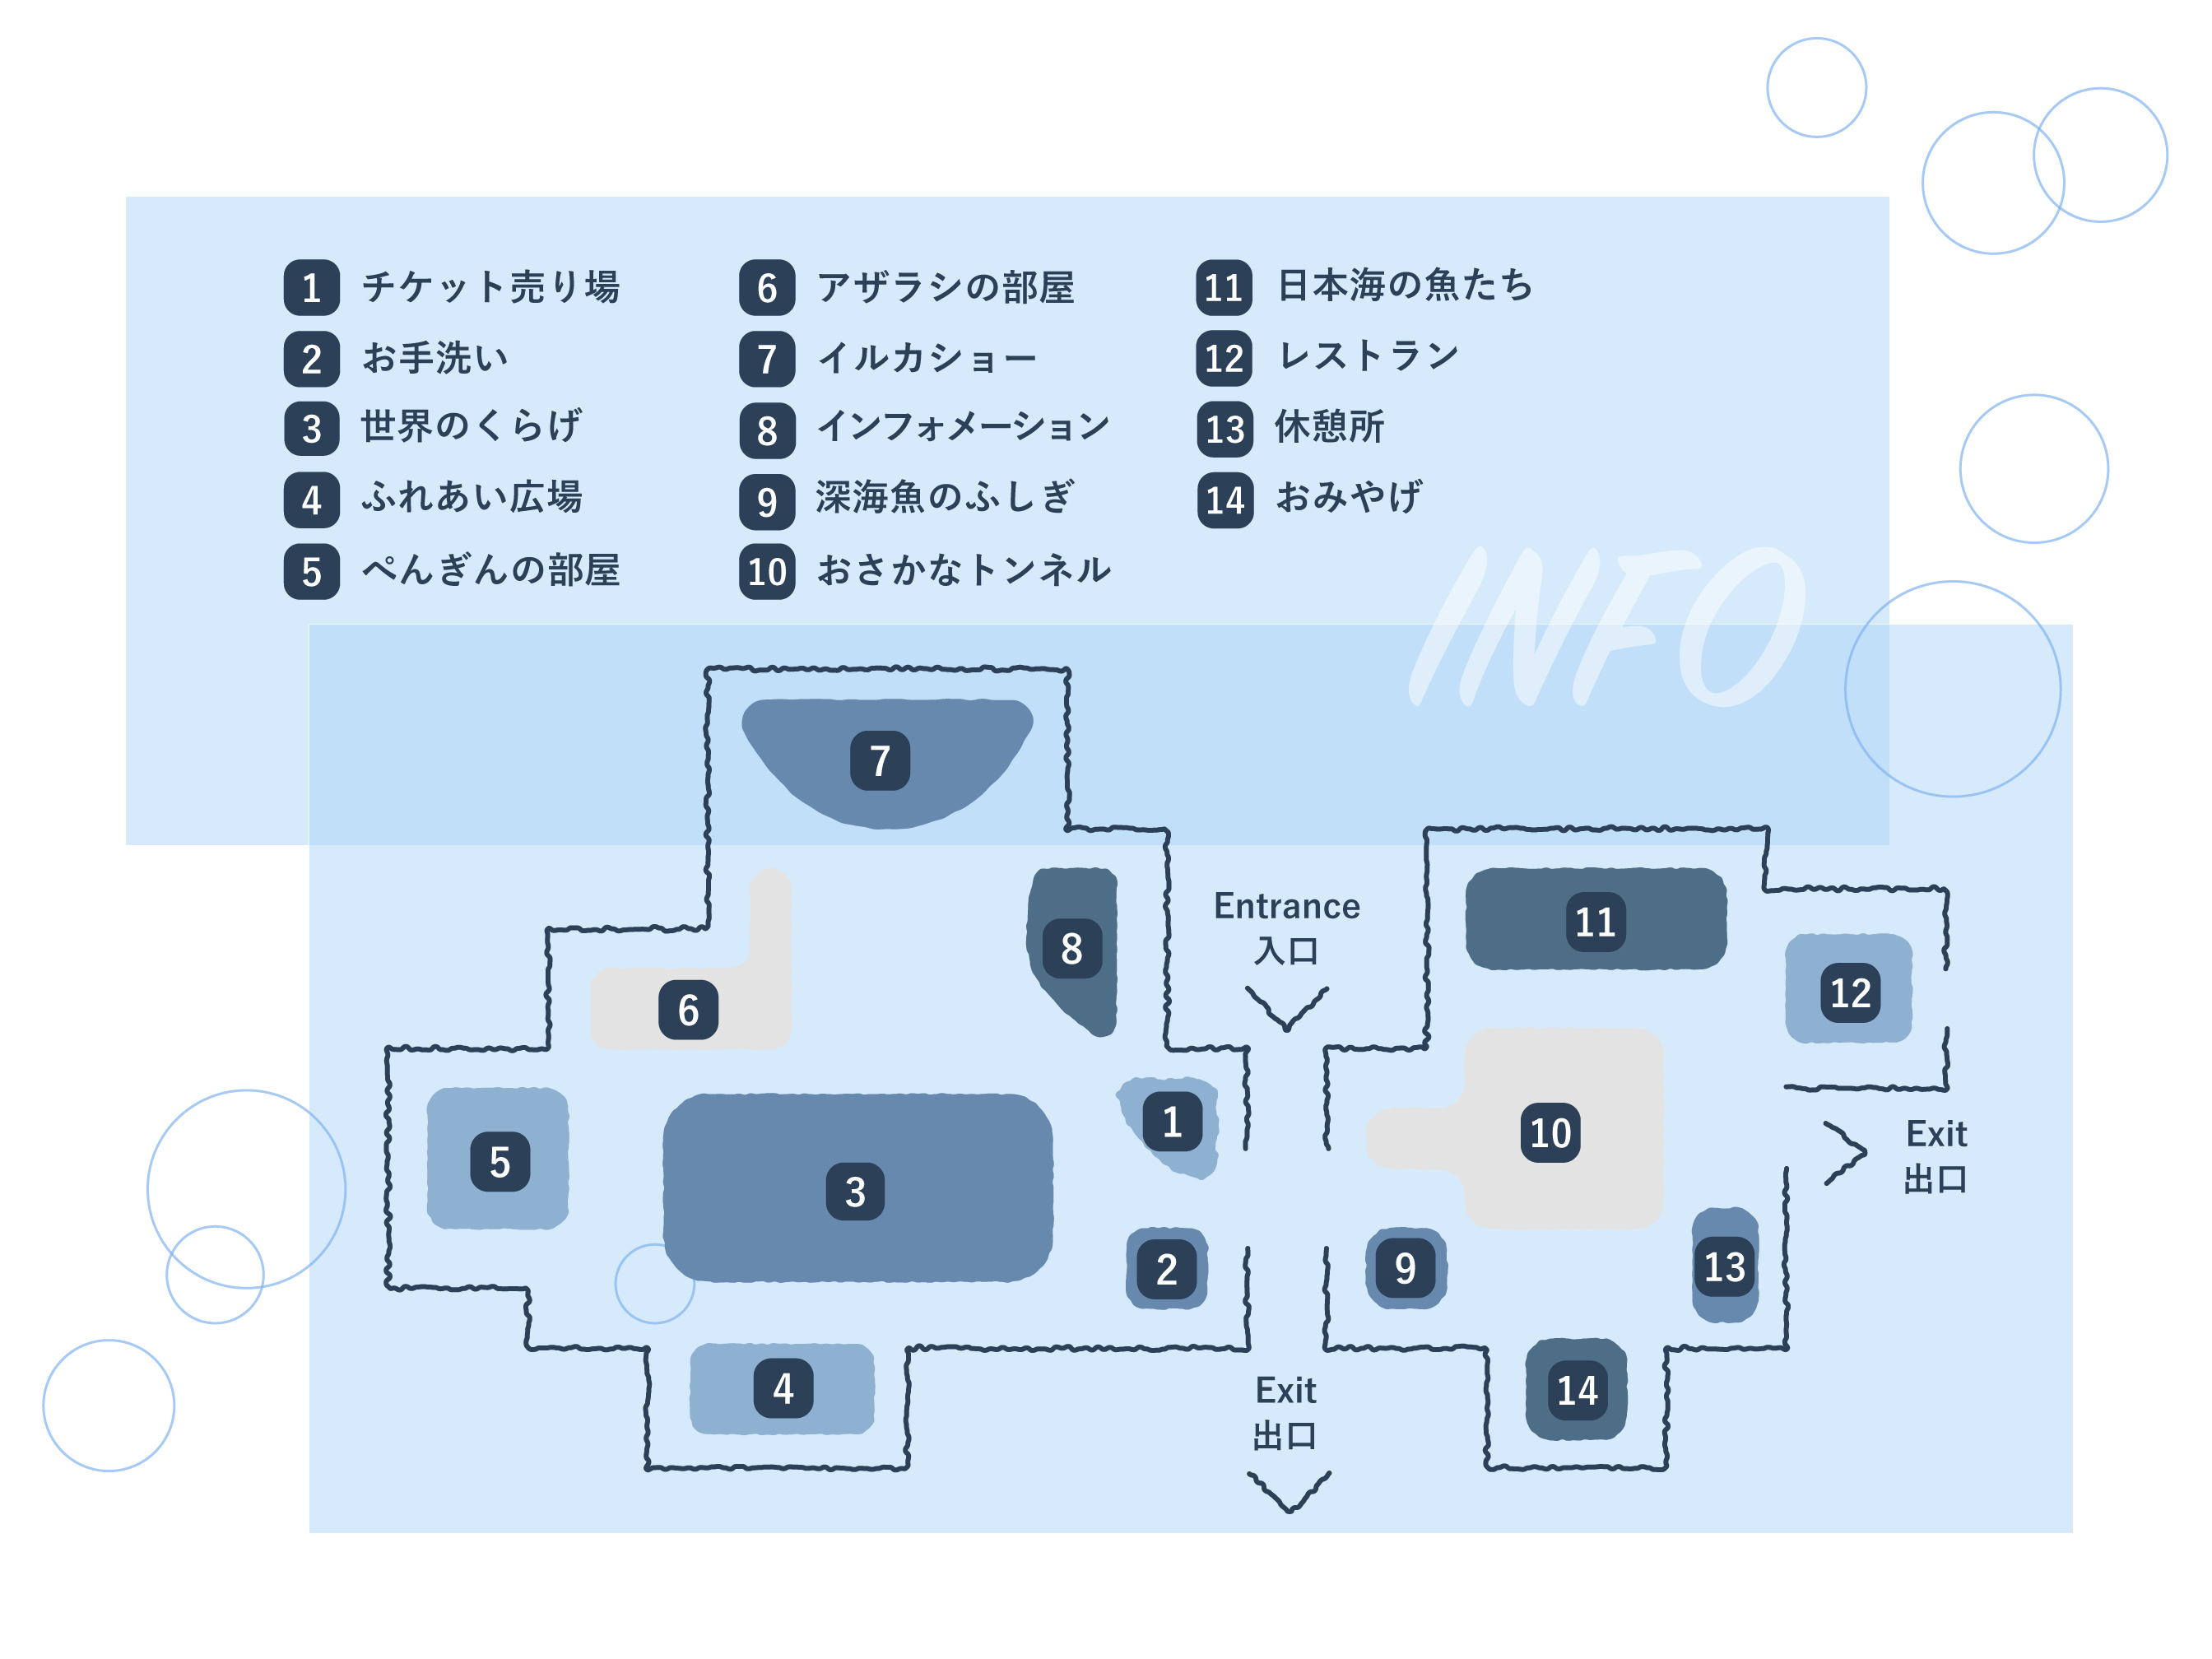 1 チケット売り場
2 お手洗い
3 世界のくらげ
4 ふれあい広場
5 ぺんぎんの部屋
6 アザラシの部屋
7 イルカショー
8 インフォメーション
9 深海魚のふしぎ
10 おさかなトンネル
11 日本海の魚たち
12 レストラン
13 休憩所
14 おみやげ
INFO
7
8
Entrance
入口
11
12
6
5
3
1
10
Exit
出口
2
9
13
4
14
Exit
出口